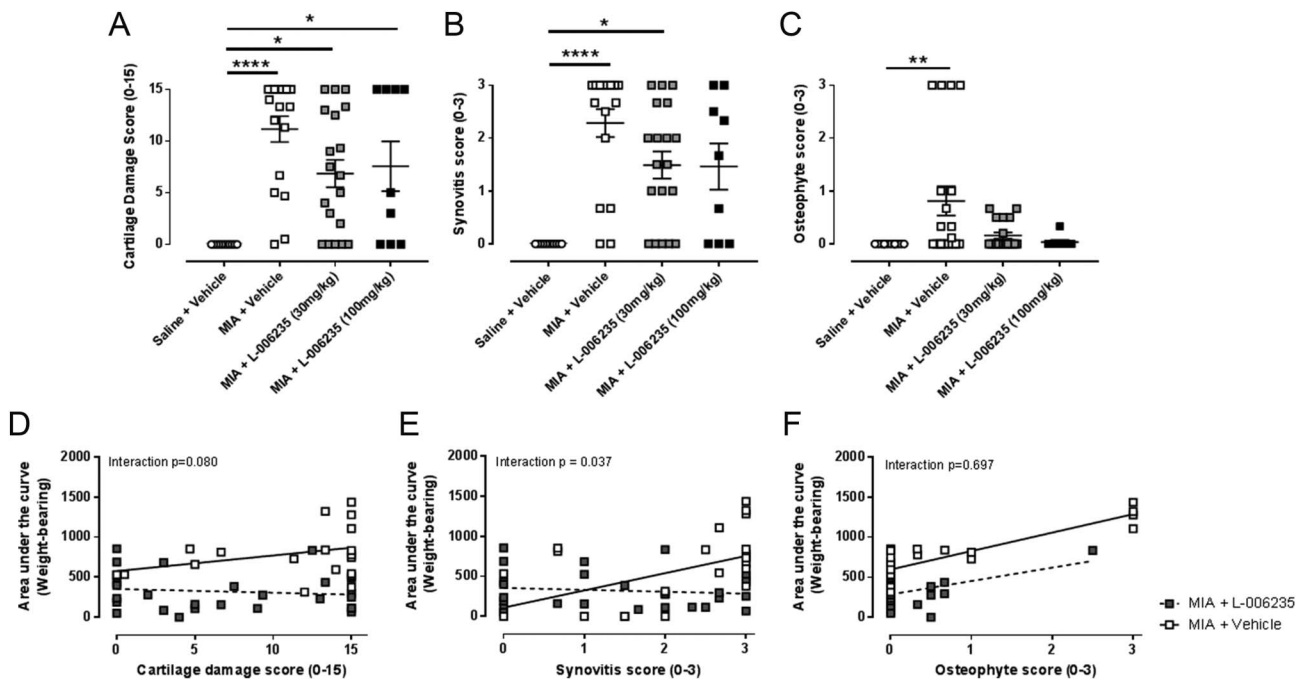 A
B
C
*
*
****
Cartilage Damage Score (0-15)
15
10
5
0
Saline + Vehicle
MIA + Vehicle
MIA + L-006235 (30mg/kg)
MIA + L-006235 (100mg/kg)
*
****
Synovitis score (0-3)
3
2
1
0
Saline + Vehicle
MIA + Vehicle
MIA + L-006235 (30mg/kg)
MIA + L-006235 (100mg/kg)
**
Osteophyte score (0-3)
3
2
1
0
Saline + Vehicle
MIA + Vehicle
MIA + L-006235 (30mg/kg)
MIA + L-006235 (100mg/kg)
D
E
F
Area under the curve
(Weight-bearing)
2000
1500
1000
500
0
Interaction p=0.080
0 5 10 15
Cartilage damage score (0-15)
Area under the curve
(Weight-bearing)
2000
1500
1000
500
0
Interaction p = 0.037
0 1 2 3
Synovitis score (0-3)
Area under the curve
(Weight-bearing)
2000
1500
1000
500
0
Interaction p=0.697
0 1 2 3
Osteophyte score (0-3)
MIA + L-006235
MIA + Vehicle